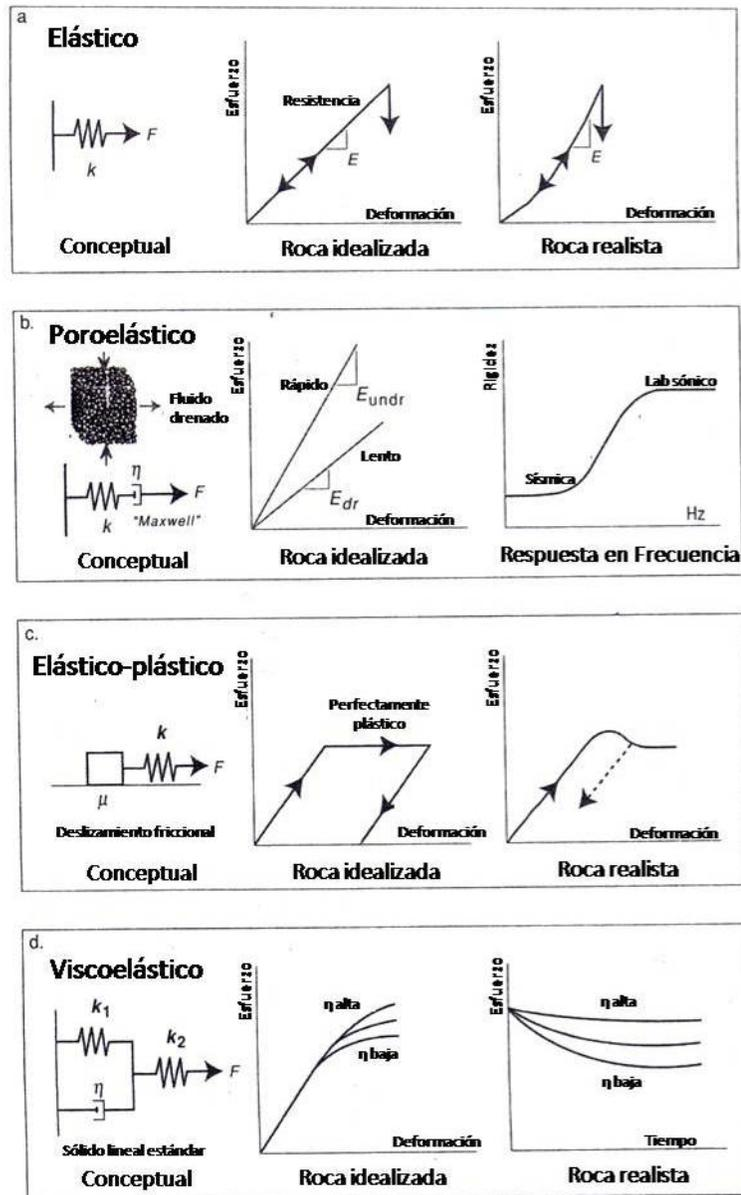 a
Elástico
F
k
Conceptual
Esfuerzo
Resistencia
E
Deformación
Roca idealizada
Esfuerzo
E
Deformación
Roca realista
b.
Poroelástico
Fluido
drenado
η
F
k
"Maxwell"
Conceptual
Esfuerzo
Rápido
Eundr
Lento
Edr
Deformación
Roca idealizada
Rigidez
Lab sónico
Sísmica
Hz
Respuesta en Frecuencia
c.
Elástico-plástico
k
F
μ
Deslizamiento friccional
Conceptual
Esfuerzo
Perfectamente
plástico
Deformación
Roca idealizada
Esfuerzo
Deformación
Roca realista
d.
Viscoelástico
k1
k2
η
F
Sólido lineal estándar
Conceptual
Esfuerzo
η alta
η baja
Deformación
Roca idealizada
Esfuerzo
η alta
η baja
Tiempo
Roca realista